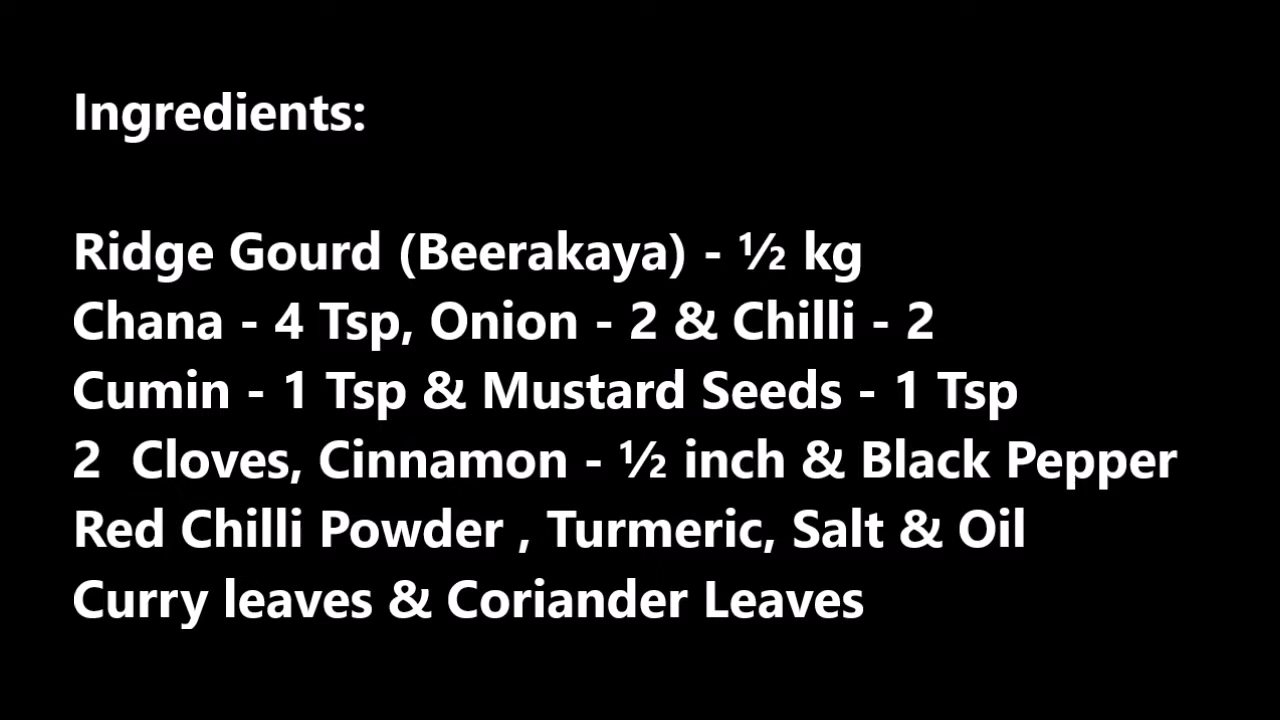 Ingredients:
Ridge Gourd (Beerakaya) - ½ kg
Chana - 4 Tsp, Onion - 2 & Chilli - 2
Cumin - 1 Tsp & Mustard Seeds - 1 Tsp
2  Cloves, Cinnamon - ½ inch & Black Pepper
Red Chilli Powder , Turmeric, Salt & Oil
Curry leaves & Coriander Leaves